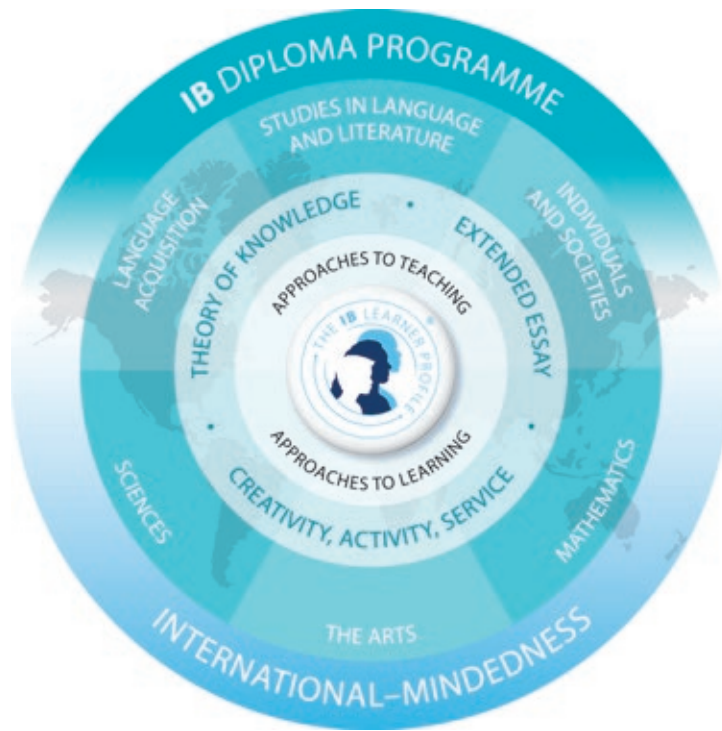 IB DIPLOMA PROGRAMME
STUDIES IN LANGUAGE
AND LITERATURE
LANGUAGE
ACQUISITION
INDIVIDUALS
AND SOCIETIES
THEORY OF KNOWLEDGE
EXTENDED ESSAY
APPROACHES TO TEACHING
THE IB LEARNER PROFILE
®
APPROACHES TO LEARNING
CREATIVITY, ACTIVITY, SERVICE
SCIENCES
MATHEMATICS
THE ARTS
INTERNATIONAL–MINDEDNESS